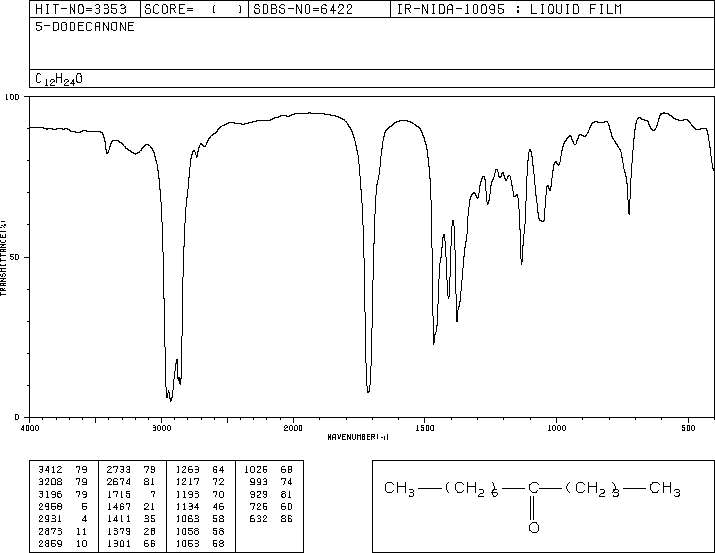 HIT-NO=3353 SCORE= ( ) SDBS-NO=6422 IR-NIDA-10095 : LIQUID FILM
5-DODECANONE
C12H24O
100
50
0
TRANSMITTANCE(%)
4000 3000 2000 1500 1000 500
WAVENUMBER(-1)
3412 79 2733 79 1263 64 1026 68
3208 79 2674 81 1217 72 993 74
3196 79 1715 7 1193 70 929 81
2958 6 1467 21 1134 46 726 60
2931 4 1411 35 1063 58 632 86
2873 11 1379 28 1058 58
2859 10 1301 66 1053 58
CH3—(CH2)6—C—(CH2)3—CH3
O